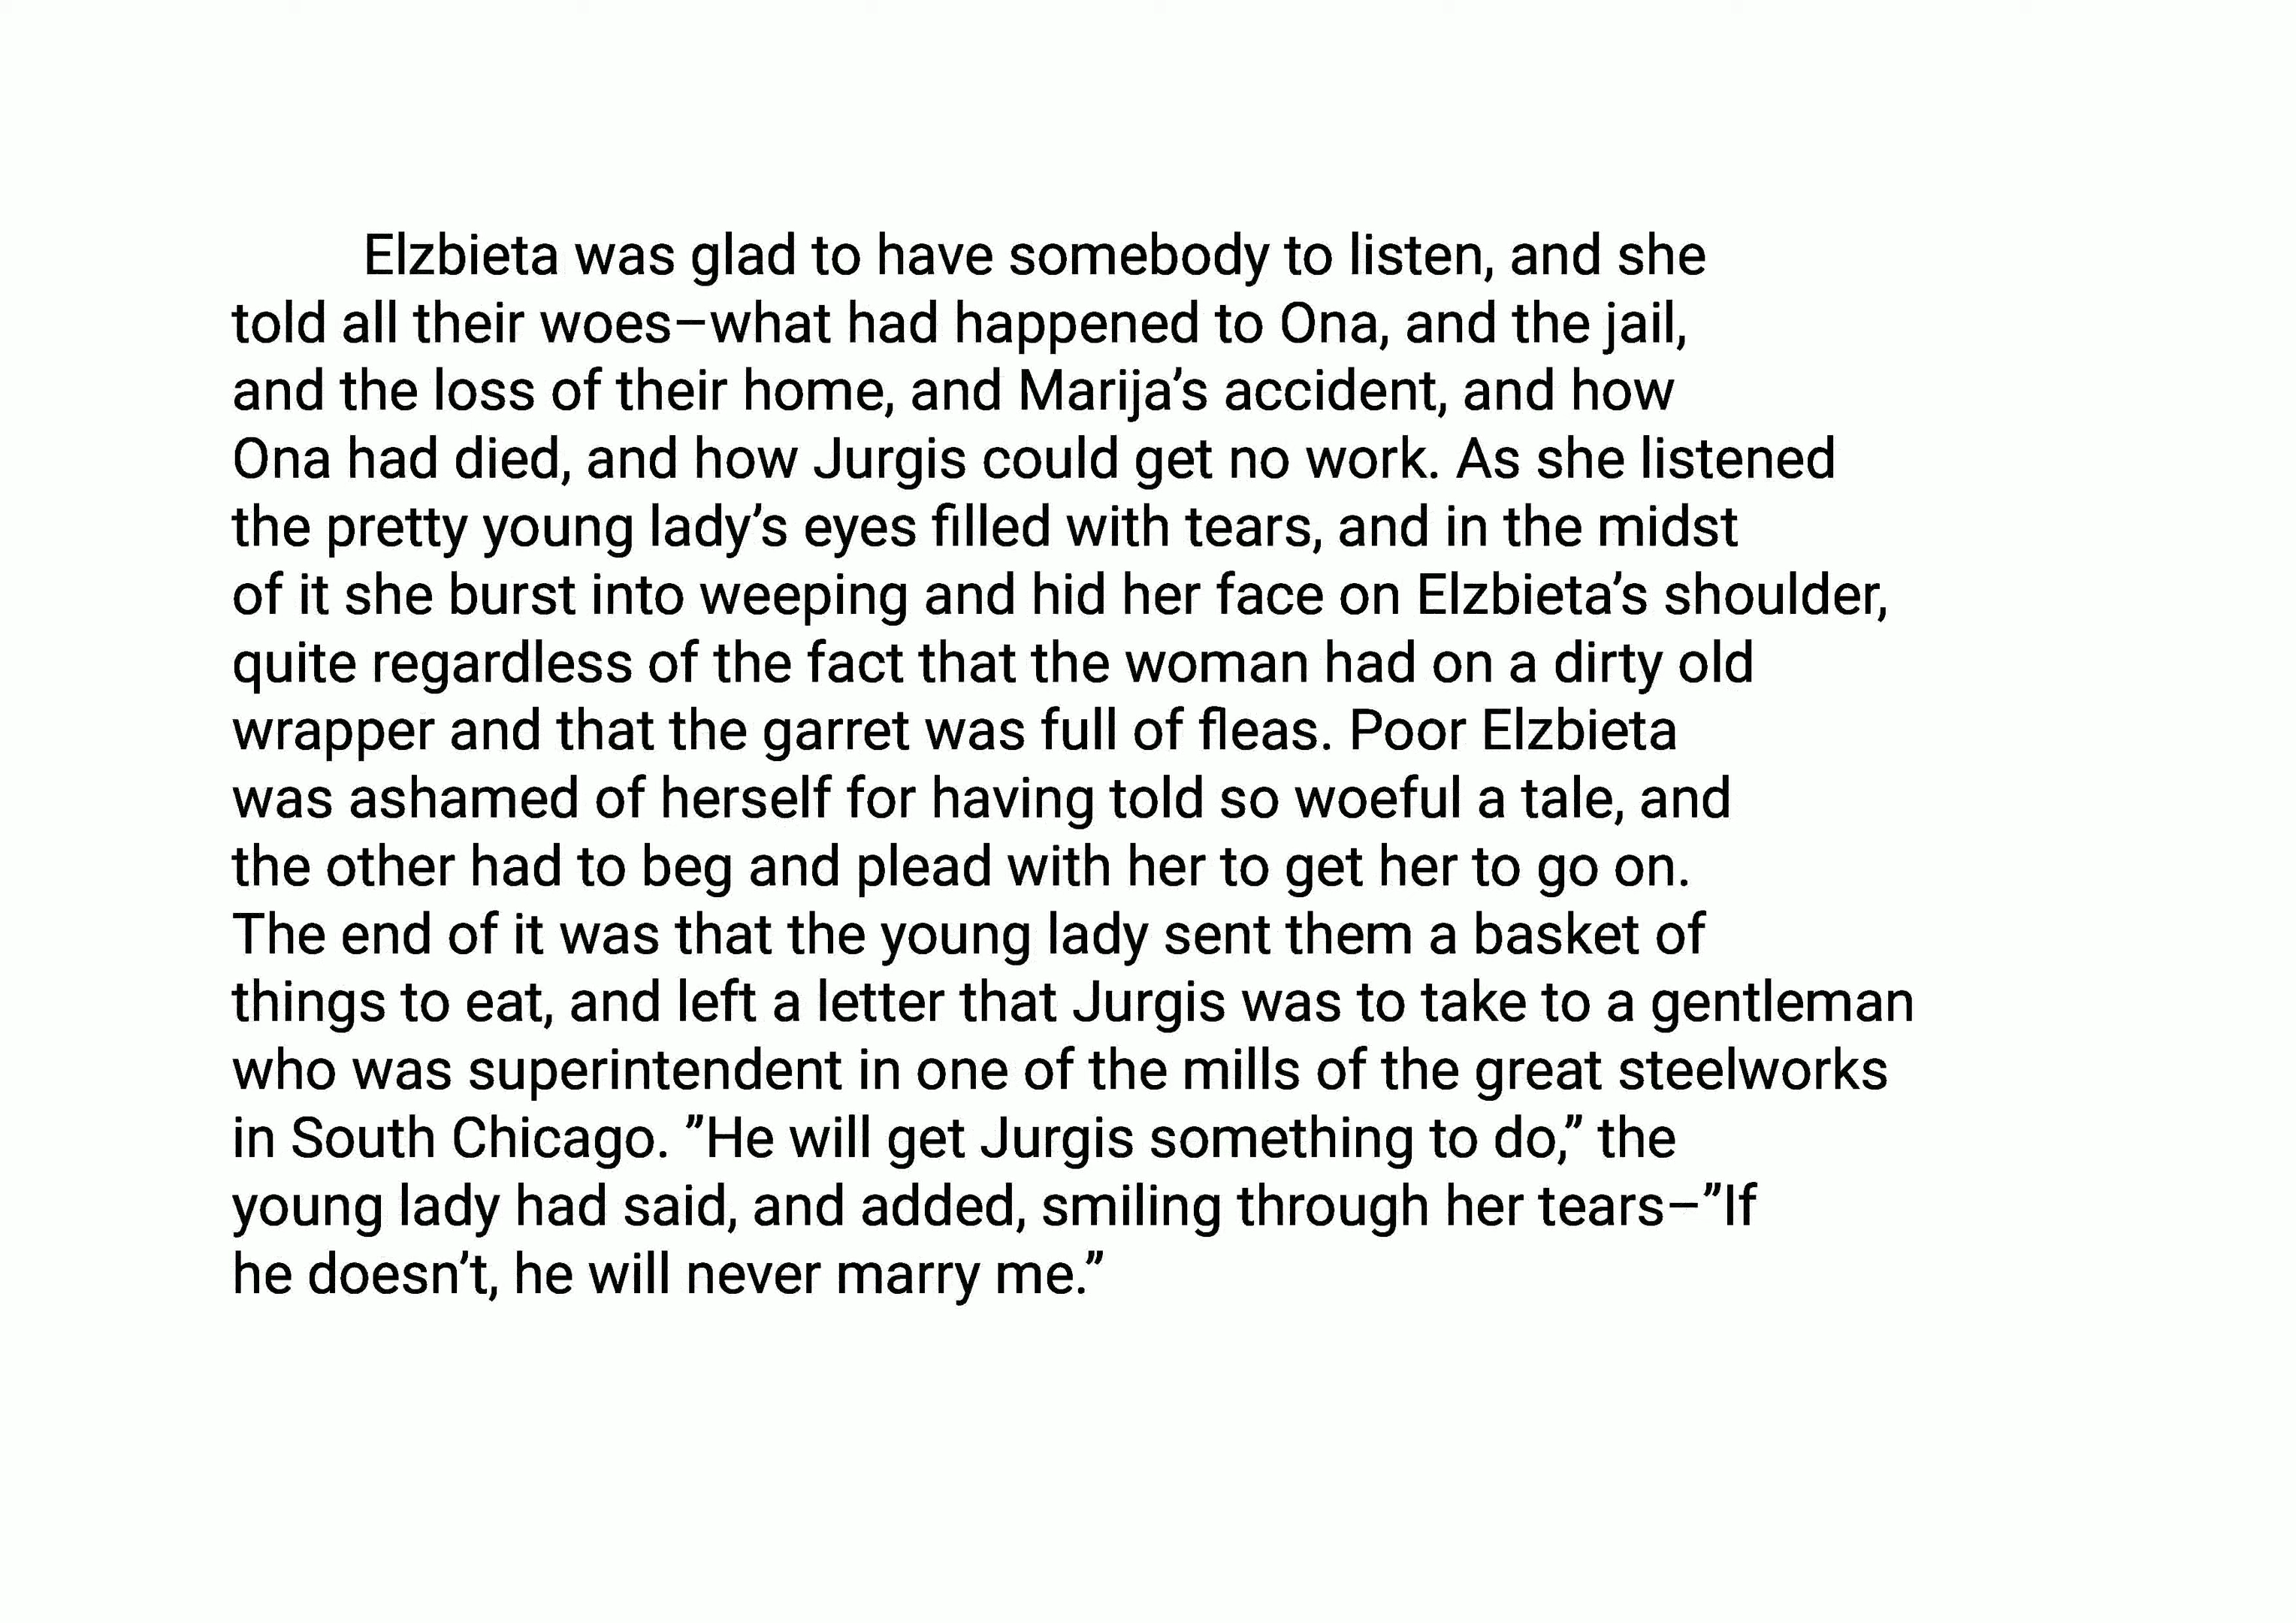 Elzbieta was glad to have somebody to listen, and she
told all their woes–what had happened to Ona, and the jail,
and the loss of their home, and Marija’s accident, and how
Ona had died, and how Jurgis could get no work. As she listened
the pretty young lady’s eyes filled with tears, and in the midst
of it she burst into weeping and hid her face on Elzbieta’s shoulder,
quite regardless of the fact that the woman had on a dirty old
wrapper and that the garret was full of fleas. Poor Elzbieta
was ashamed of herself for having told so woeful a tale, and
the other had to beg and plead with her to get her to go on.
The end of it was that the young lady sent them a basket of
things to eat, and left a letter that Jurgis was to take to a gentleman
who was superintendent in one of the mills of the great steelworks
in South Chicago. ”He will get Jurgis something to do,” the
young lady had said, and added, smiling through her tears–”If
he doesn’t, he will never marry me.”